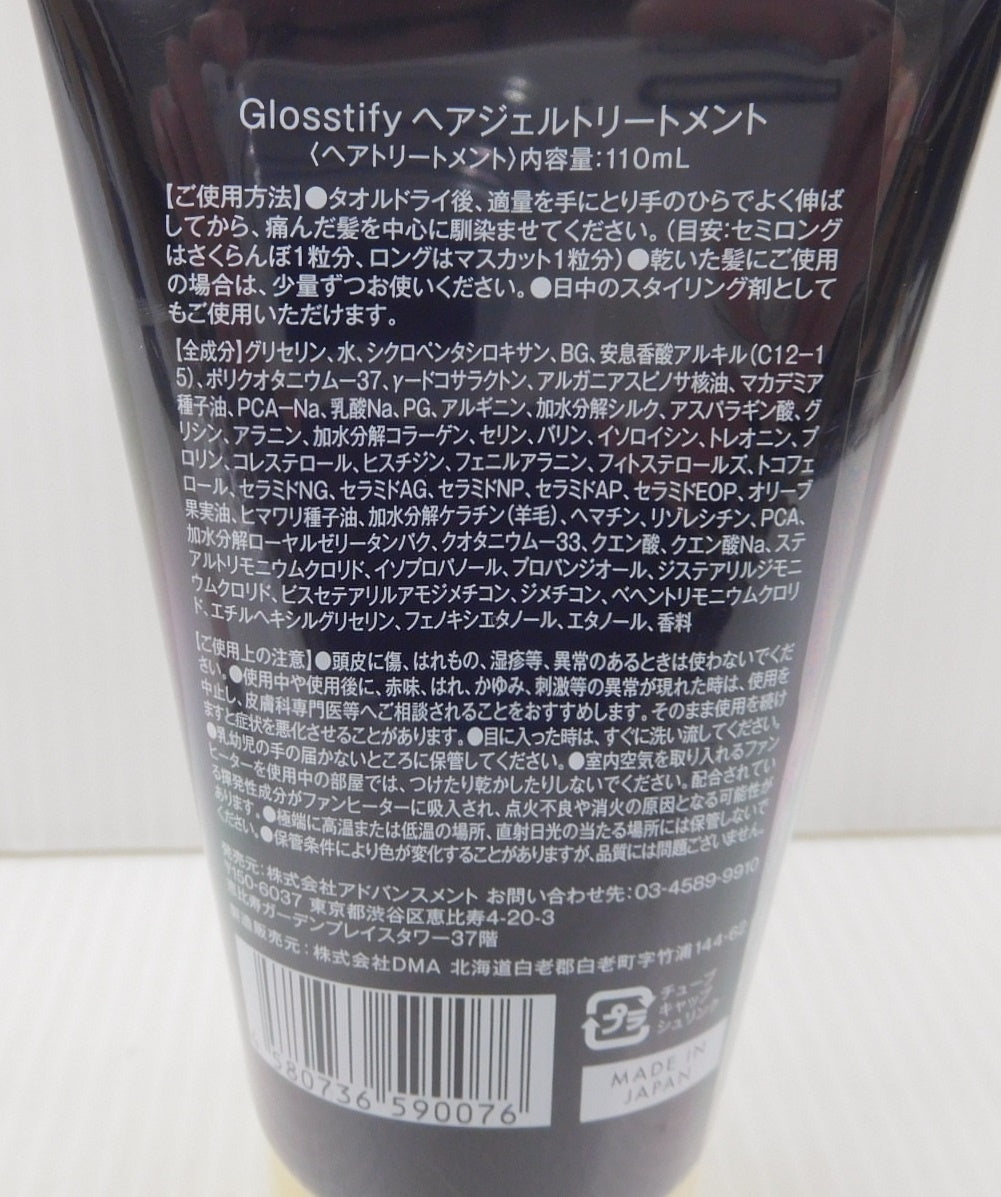 Glosstify ヘアジェルトリートメント
〈ヘアトリートメント〉内容量:110mL
【ご使用方法】●タオルドライ後、適量を手にとり手のひらでよく伸ば
してから、痛んだ髪を中心に馴染ませてください。(目安:セミロング
はさくらんぼ1粒分、ロングはマスカット1粒分)●乾いた髪にご使用
の場合は、少量ずつお使いください。●日中のスタイリング剤として
もご使用いただけます。
【全成分】グリセリン、水、シクロペンタシロキサン、BG、安息香酸アルキル(C12-1
5)、ポリクオタニウム-37、γ-ドコサラクトン、アルガニアスピノサ核油、マカデミア
種子油、PCA-Na、乳酸Na、PG、アルギニン、加水分解シルク、アスパラギン酸、グ
リシン、アラニン、加水分解コラーゲン、セリン、バリン、イソロイシン、トレオニン、プ
ロリン、コレステロール、ヒスチジン、フェニルアラニン、フィトステロールズ、トコフェ
ロール、セラミドNG、セラミドAG、セラミドNP、セラミドAP、セラミドEOP、オリーブ
果実油、ヒマワリ種子油、加水分解ケラチン(羊毛)、ヘマチン、リゾレシチン、PCA、
加水分解ローヤルゼリータンパク、クオタニウム-33、クエン酸、クエン酸Na、ステ
アルトリモニウムクロリド、イソプロパノール、プロパンジオール、ジステアリルジモニ
ウムクロリド、ビスセテアリルアモジメチコン、ジメチコン、ベヘントリモニウムクロリ
ド、エチルヘキシルグリセリン、フェノキシエタノール、エタノール、香料
【ご使用上の注意】●頭皮に傷、はれもの、湿疹等、異常のあるときは使わないでくだ
さい。●使用中や使用後に、赤味、はれ、かゆみ、刺激等の異常が現れた時は、使用を
中止し、皮膚科専門医等へご相談されることをおすすめします。そのまま使用を続け
ますと症状を悪化させることがあります。●目に入った時は、すぐに洗い流してください。
●乳幼児の手の届かないところに保管してください。●室内空気を取り入れるファン
ヒーターを使用中の部屋では、つけたり乾かしたりしないでください。配合されてい
る揮発性成分がファンヒーターに吸入され、点火不良や消火の原因となる可能性が
あります。●極端に高温または低温の場所、直射日光の当たる場所には保管しないで
ください。●保管条件により色が変化することがありますが、品質には問題ございません。
発売元:株式会社アドバンスメント お問い合わせ先:03-4589-9910
〒150-6037 東京都渋谷区恵比寿4-20-3
恵比寿ガーデンプレイスタワー37階
製造販売元:株式会社DMA 北海道白老郡白老町字竹浦144-62
プラ
チューブ
キャップ
シュリンク
MADE IN
JAPAN
4 580736 590076